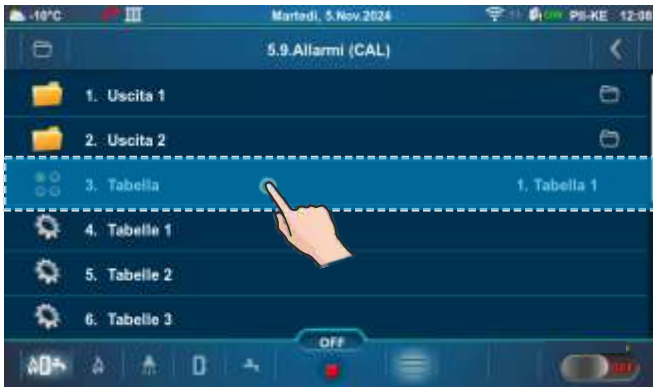 -10°C Martedì, 5.Nov.2024 PII-KE 12:08
5.9.Allarmi (CAL)
1. Uscita 1
2. Uscita 2
3. Tabella 1. Tabella 1
4. Tabelle 1
5. Tabelle 2
6. Tabelle 3
OFF
OFF